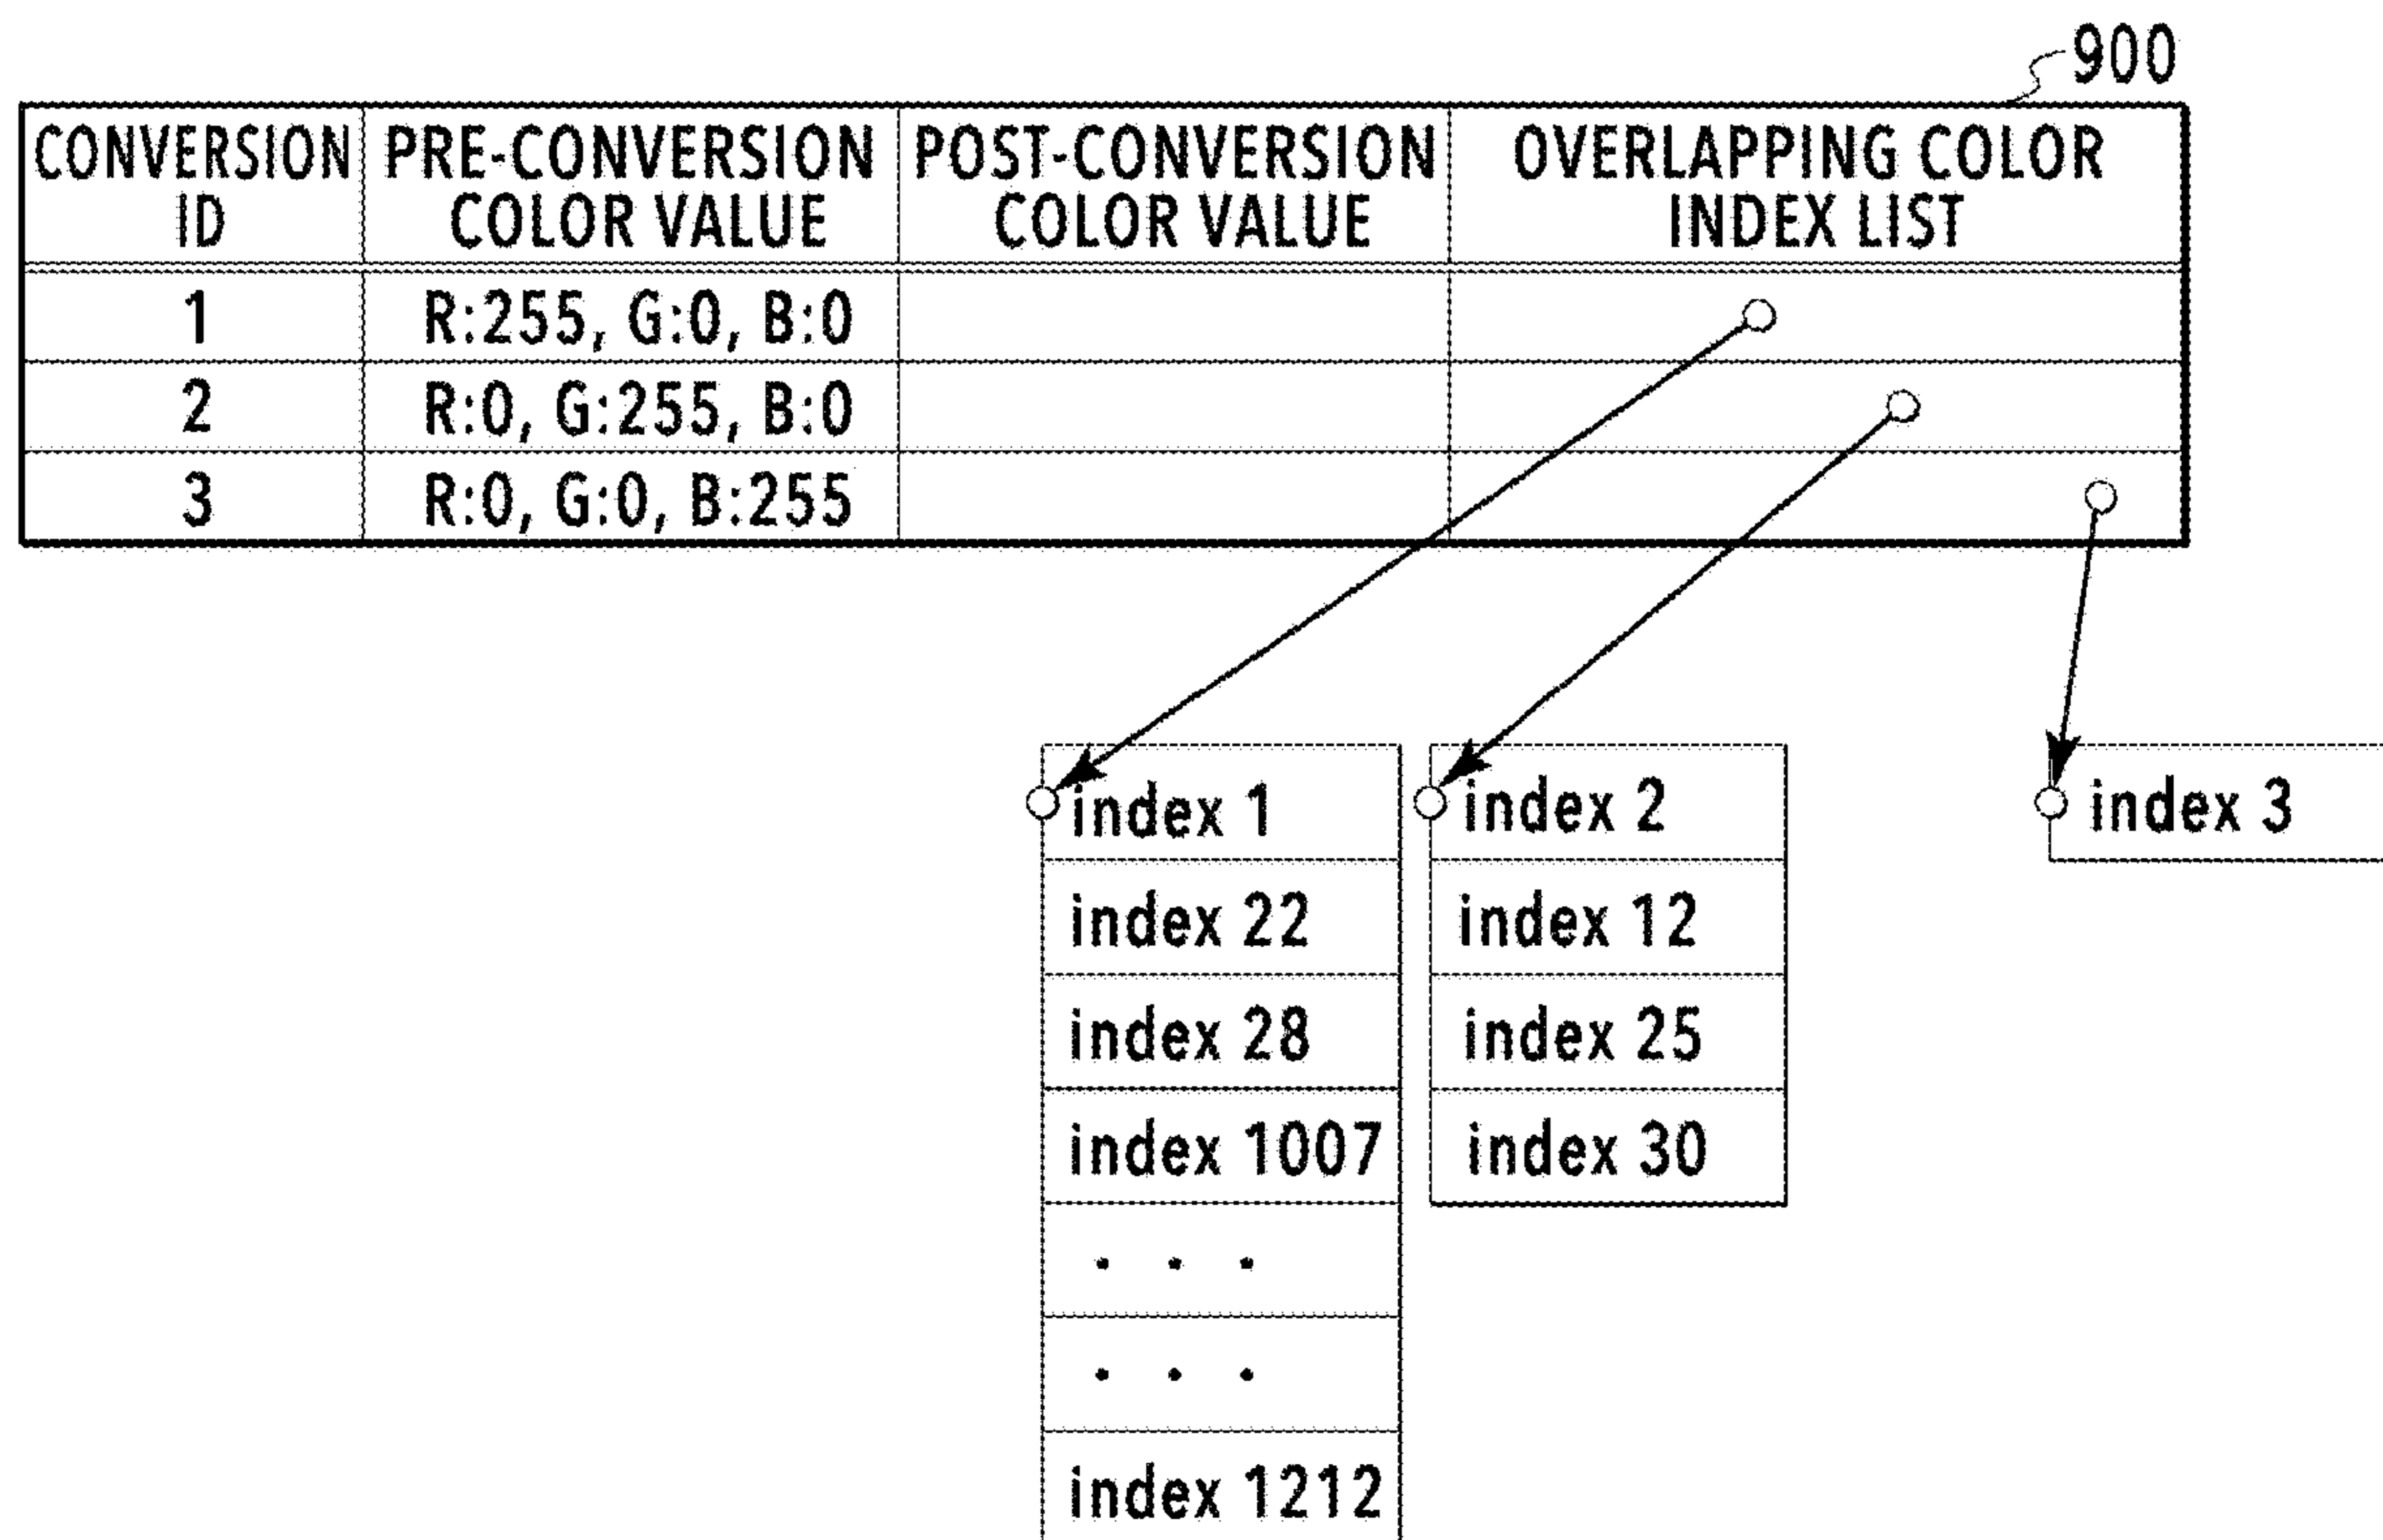 900
CONVERSION ID
PRE-CONVERSION COLOR VALUE
POST-CONVERSION COLOR VALUE
OVERLAPPING COLOR INDEX LIST
1
R:255, G:0, B:0
2
R:0, G:255, B:0
3
R:0, G:0, B:255
index 1
index 22
index 28
index 1007
. . .
. . .
index 1212
index 2
index 12
index 25
index 30
index 3